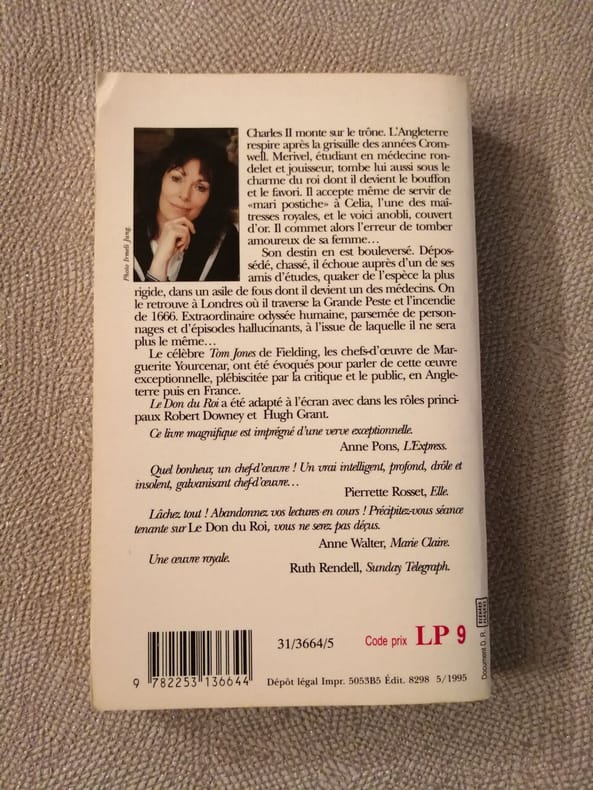 Photo Irmeli Jung.
Charles II monte sur le trône. L'Angleterre
respire après la grisaille des années Crom-
well. Merivel, étudiant en médecine ron-
delet et jouisseur, tombe lui aussi sous le
charme du roi dont il devient le bouffon
et le favori. Il accepte même de servir de
«mari postiche» à Celia, l'une des maî-
tresses royales, et le voici anobli, couvert
d'or. Il commet alors l'erreur de tomber
amoureux de sa femme…
Son destin en est bouleversé. Dépos-
sédé, chassé, il échoue auprès d'un de ses
amis d'études, quaker de l'espèce la plus
rigide, dans un asile de fous dont il devient un des médecins. On
le retrouve à Londres où il traverse la Grande Peste et l'incendie
de 1666. Extraordinaire odyssée humaine, parsemée de person-
nages et d'épisodes hallucinants, à l'issue de laquelle il ne sera
plus le même…
Le célèbre Tom Jones de Fielding, les chefs-d'œuvre de Mar-
guerite Yourcenar, ont été évoqués pour parler de cette œuvre
exceptionnelle, plébiscitée par la critique et le public, en Angle-
terre puis en France.
Le Don du Roi a été adapté à l'écran avec dans les rôles princi-
paux Robert Downey et Hugh Grant.
Ce livre magnifique est imprégné d'une verve exceptionnelle.
Anne Pons, L'Express.
Quel bonheur, un chef-d'œuvre ! Un vrai intelligent, profond, drôle et
insolent, galvanisant chef-d'œuvre…
Pierrette Rosset, Elle.
Lâchez tout ! Abandonnez vos lectures en cours ! Précipitez-vous séance
tenante sur Le Don du Roi, vous ne serez pas déçus.
Anne Walter, Marie Claire.
Une œuvre royale.
Ruth Rendell, Sunday Telegraph.
31/3664/5
Code prix LP 9
9 782253 136644
Dépôt légal Impr. 5053B5 Édit. 8298 5/1995
Document D. R.